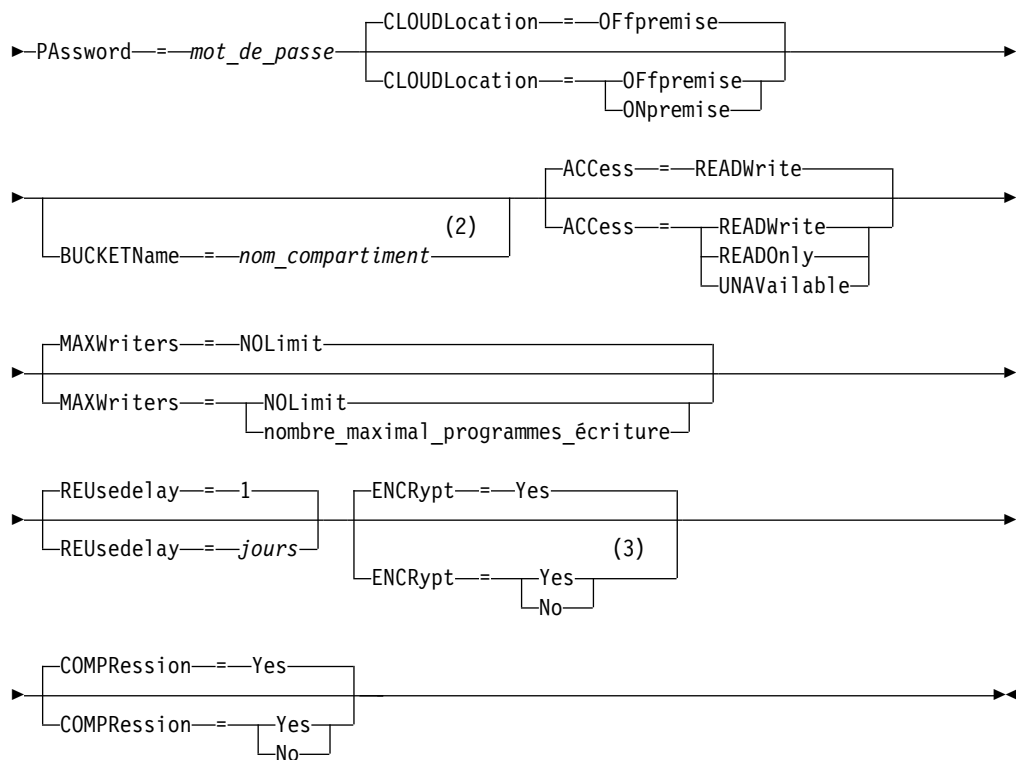 CLOUDLocation = OFfpremise
PAssword = mot_de_passe
CLOUDLocation = OFfpremise
ONpremise
ACCess = READWrite
(2)
BUCKETName = nom_compartiment
ACCess = READWrite
READOnly
UNAVailable
MAXWriters = NOLimit
MAXWriters = NOLimit
nombre_maximal_programmes_écriture
REUsedelay = 1
ENCRypt = Yes
REUsedelay = jours
(3)
ENCRypt = Yes
No
COMPRession = Yes
COMPRession = Yes
No